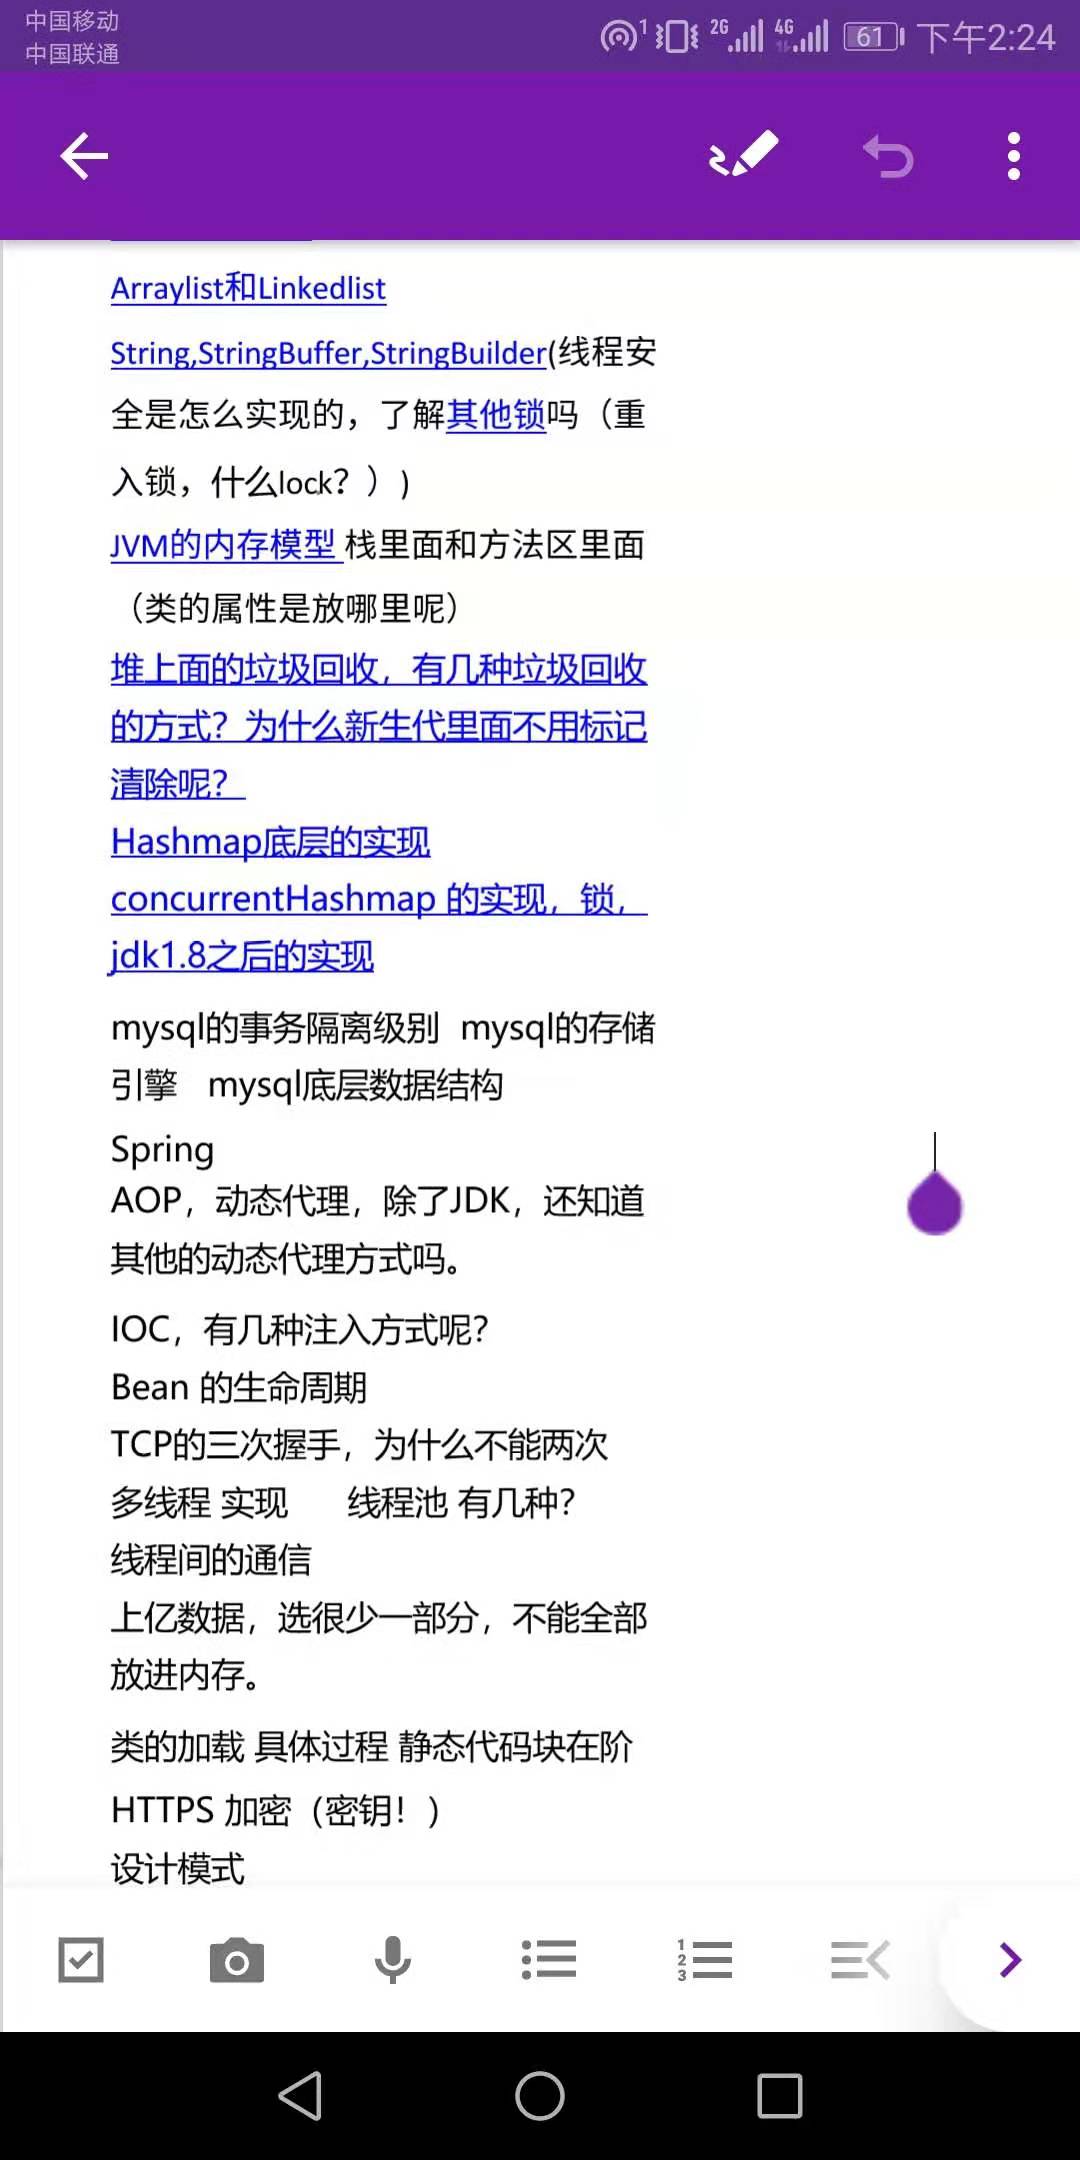 中国移动
中国联通
1 2G 4G 61 下午2:24
Arraylist和Linkedlist
String,StringBuffer,StringBuilder(线程安
全是怎么实现的，了解其他锁吗（重
入锁，什么lock？）)
JVM的内存模型 栈里面和方法区里面
（类的属性是放哪里呢）
堆上面的垃圾回收，有几种垃圾回收
的方式？为什么新生代里面不用标记
清除呢？
Hashmap底层的实现
concurrentHashmap 的实现，锁，
jdk1.8之后的实现
mysql的事务隔离级别 mysql的存储
引擎 mysql底层数据结构
Spring
AOP，动态代理，除了JDK，还知道
其他的动态代理方式吗。
IOC，有几种注入方式呢？
Bean 的生命周期
TCP的三次握手，为什么不能两次
多线程 实现 线程池 有几种？
线程间的通信
上亿数据，选很少一部分，不能全部
放进内存。
类的加载 具体过程 静态代码块在阶
HTTPS 加密（密钥！）
设计模式
1
2
3